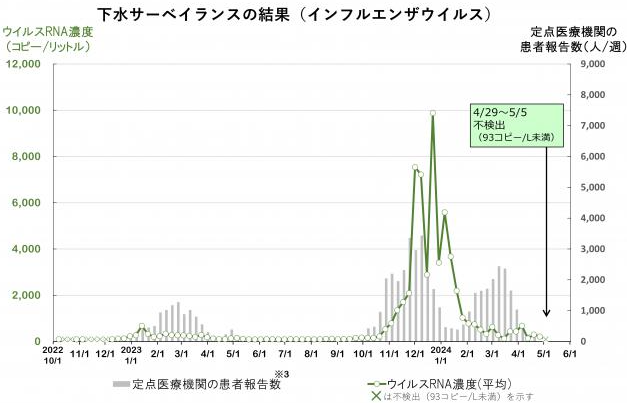 下水サーベイランスの結果（インフルエンザウイルス）
ウイルスRNA濃度
（コピー/リットル）
定点医療機関の
患者報告数（人/週）
12,000
10,000
8,000
6,000
4,000
2,000
0
9,000
8,000
7,000
6,000
5,000
4,000
3,000
2,000
1,000
0
4/29～5/5
不検出
（93コピー/L未満）
2022 2023 2024
10/1 11/1 12/1 1/1 2/1 3/1 4/1 5/1 6/1 7/1 8/1 9/1 10/1 11/1 12/1 1/1 2/1 3/1 4/1 5/1 6/1
※3
定点医療機関の患者報告数
ウイルスRNA濃度(平均)
×は不検出（93コピー/L未満）を示す